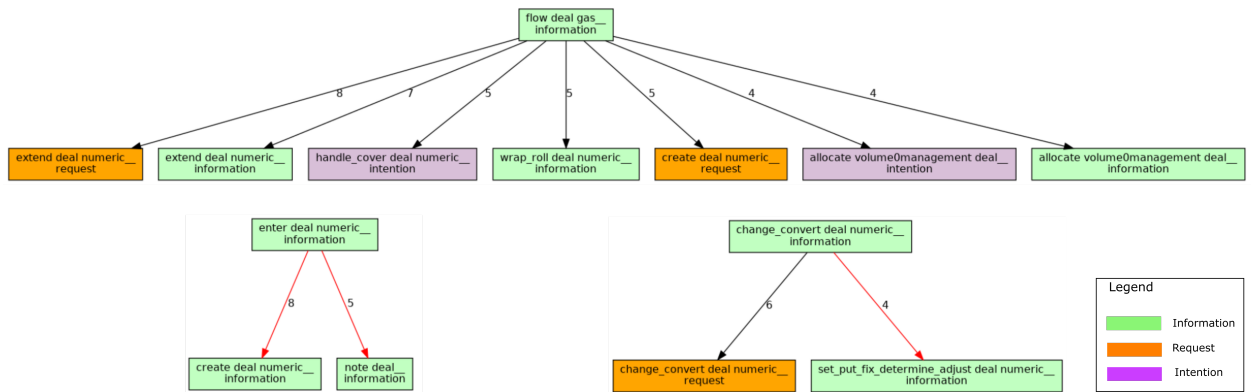 flow deal gas__
information
8
7
5
5
5
4
4
extend deal numeric__
request
extend deal numeric__
information
handle_cover deal numeric__
intention
wrap_roll deal numeric__
information
create deal numeric__
request
allocate volume0management deal__
intention
allocate volume0management deal__
information
enter deal numeric__
information
8
5
create deal numeric__
information
note deal__
information
change_convert deal numeric__
information
6
4
change_convert deal numeric__
request
set_put_fix_determine_adjust deal numeric__
information
Legend
Information
Request
Intention